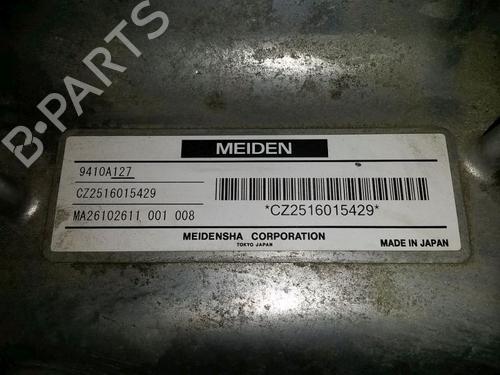 B-PARTS
MEIDEN
9410A127
CZ2516015429
MA26102611 001 008
*CZ2516015429*
MEIDENSHA CORPORATION
TOKYO JAPAN
MADE IN JAPAN